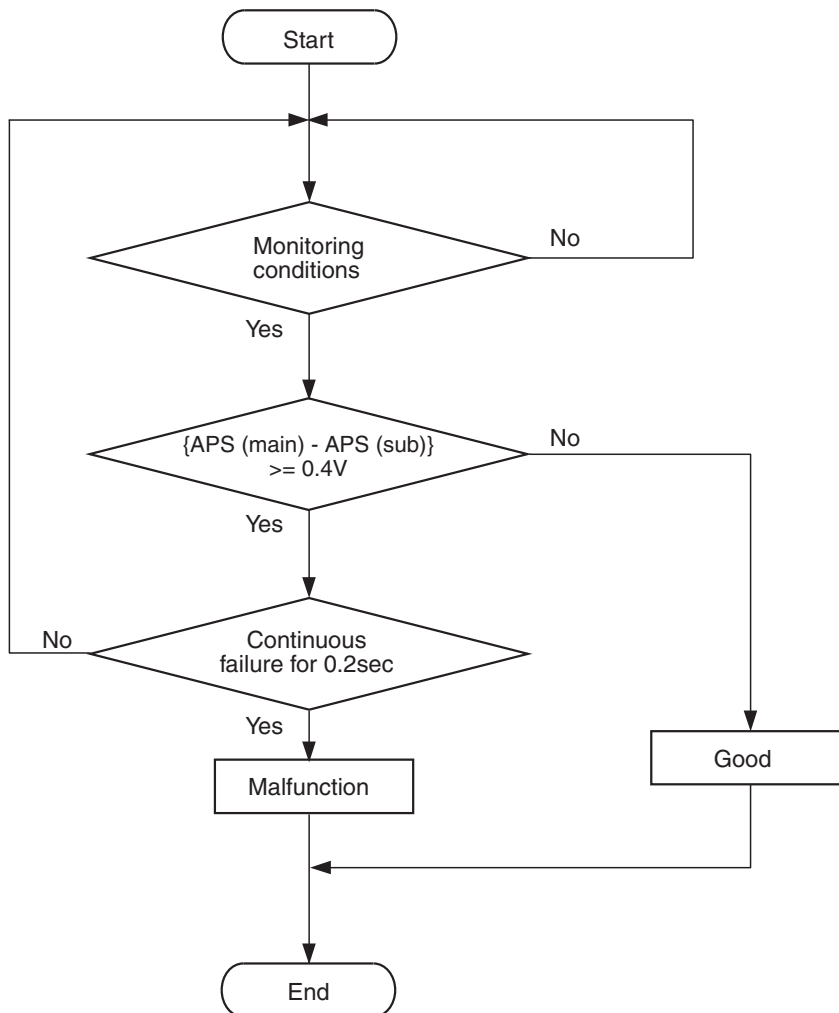 Start
Monitoring
conditions
No
Yes
{APS (main) - APS (sub)}
>= 0.4V
No
Yes
No
Continuous
failure for 0.2sec
Yes
Malfunction
Good
End